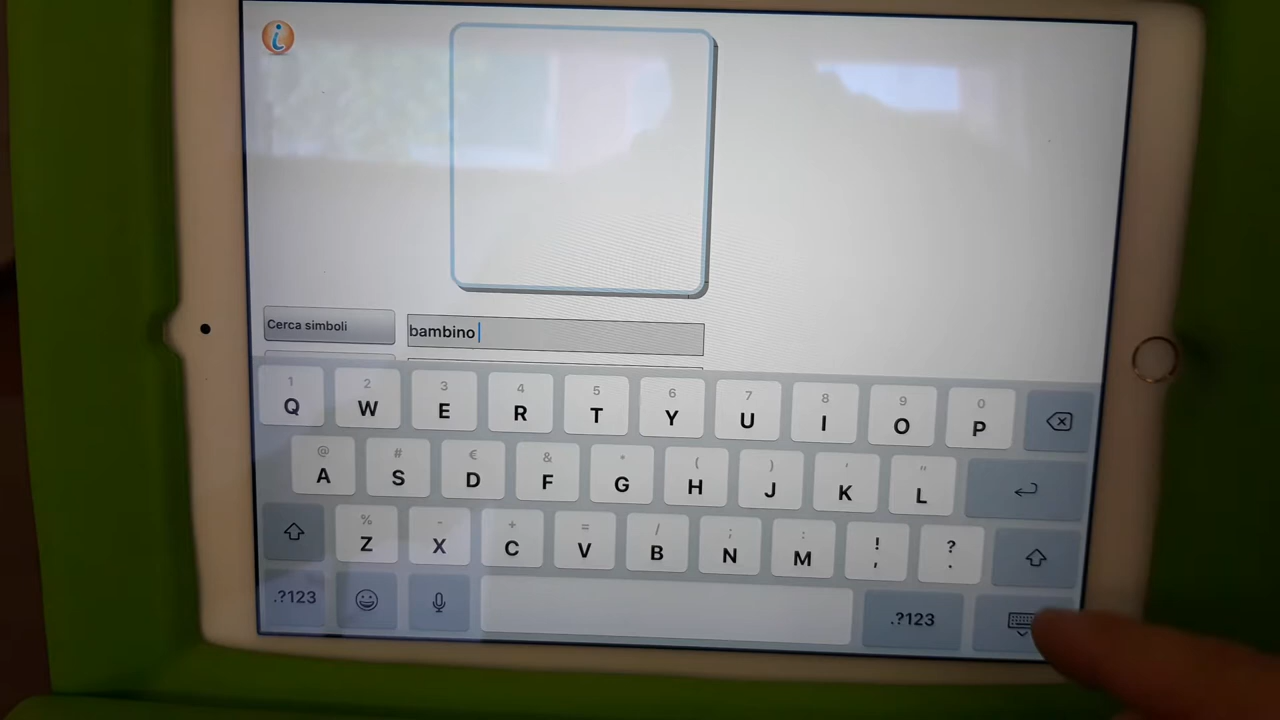 i
Cerca simboli
bambino
1 2 3 4 5 6 7 8 9 0
Q W E R T Y U I O P
@ # € & * ( ) ' "
A S D F G H J K L
% - + = / ; : ! ?
Z X C V B N M , .
.?123 .?123